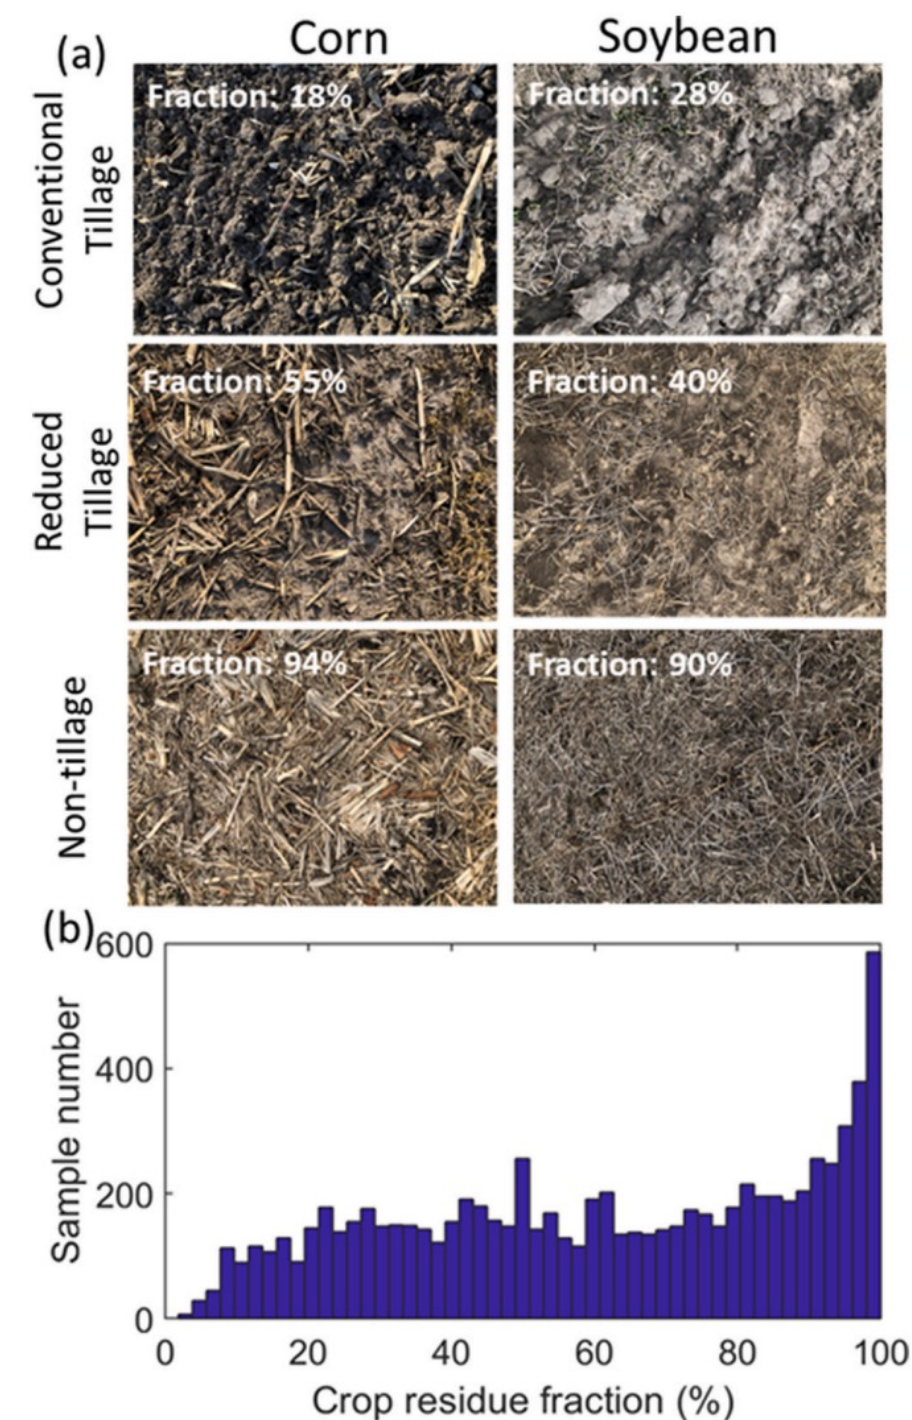 (a)
Corn
Soybean
Conventional
Tillage
Fraction: 18%
Fraction: 28%
Reduced
Tillage
Fraction: 55%
Fraction: 40%
Non-tillage
Fraction: 94%
Fraction: 90%
(b)
600
400
200
0
Sample number
0 20 40 60 80 100
Crop residue fraction (%)